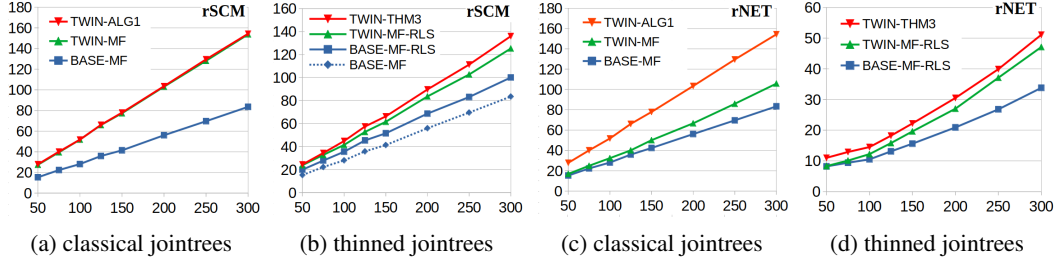 rSCM
180
160
140
120
100
80
60
40
20
0
TWIN-ALG1
TWIN-MF
BASE-MF
50 100 150 200 250 300
(a) classical jointrees
rSCM
160
140
120
100
80
60
40
20
0
TWIN-THM3
TWIN-MF-RLS
BASE-MF-RLS
BASE-MF
50 100 150 200 250 300
(b) thinned jointrees
rNET
180
160
140
120
100
80
60
40
20
0
TWIN-ALG1
TWIN-MF
BASE-MF
50 100 150 200 250 300
(c) classical jointrees
rNET
60
50
40
30
20
10
0
TWIN-THM3
TWIN-MF-RLS
BASE-MF-RLS
50 100 150 200 250 300
(d) thinned jointrees